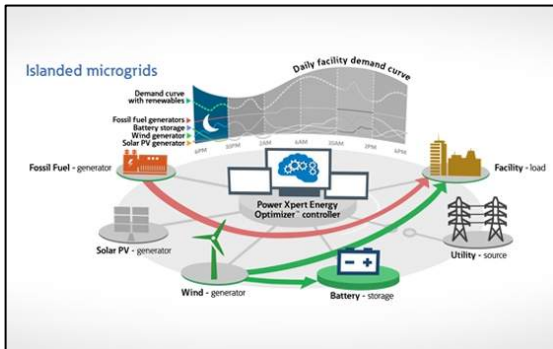 Islanded microgrids
Daily facility demand curve
Demand curve
with renewables
Fossil fuel generators
Battery storage
Wind generator
Solar PV generator
6PM 10PM 2AM 6AM 10AM 2PM 6PM
Fossil Fuel - generator
Facility - load
Power Xpert Energy
Optimizer™ controller
Solar PV - generator
Utility - source
Wind - generator
Battery - storage